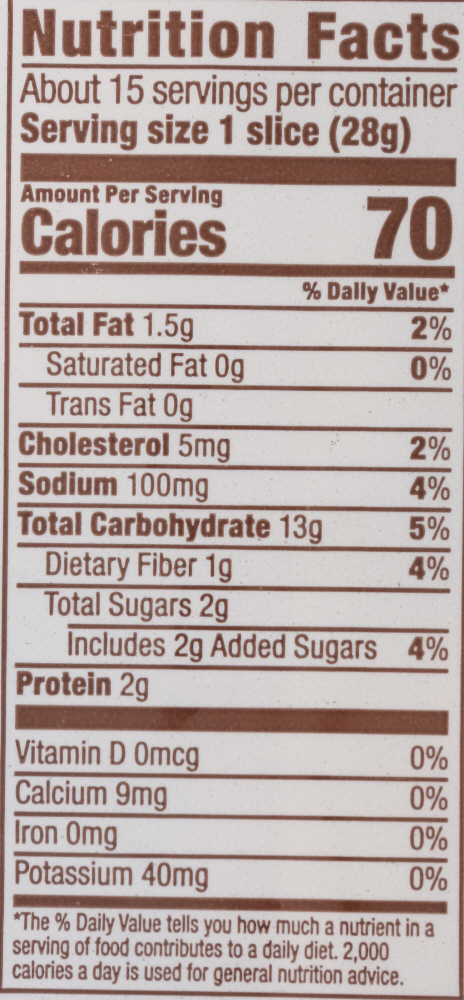 Nutrition Facts
About 15 servings per container
Serving size 1 slice (28g)
Amount Per Serving
Calories 70
% Daily Value*
Total Fat 1.5g 2%
Saturated Fat 0g 0%
Trans Fat 0g
Cholesterol 5mg 2%
Sodium 100mg 4%
Total Carbohydrate 13g 5%
Dietary Fiber 1g 4%
Total Sugars 2g
Includes 2g Added Sugars 4%
Protein 2g
Vitamin D 0mcg 0%
Calcium 9mg 0%
Iron 0mg 0%
Potassium 40mg 0%
*The % Daily Value tells you how much a nutrient in a
serving of food contributes to a daily diet. 2,000
calories a day is used for general nutrition advice.